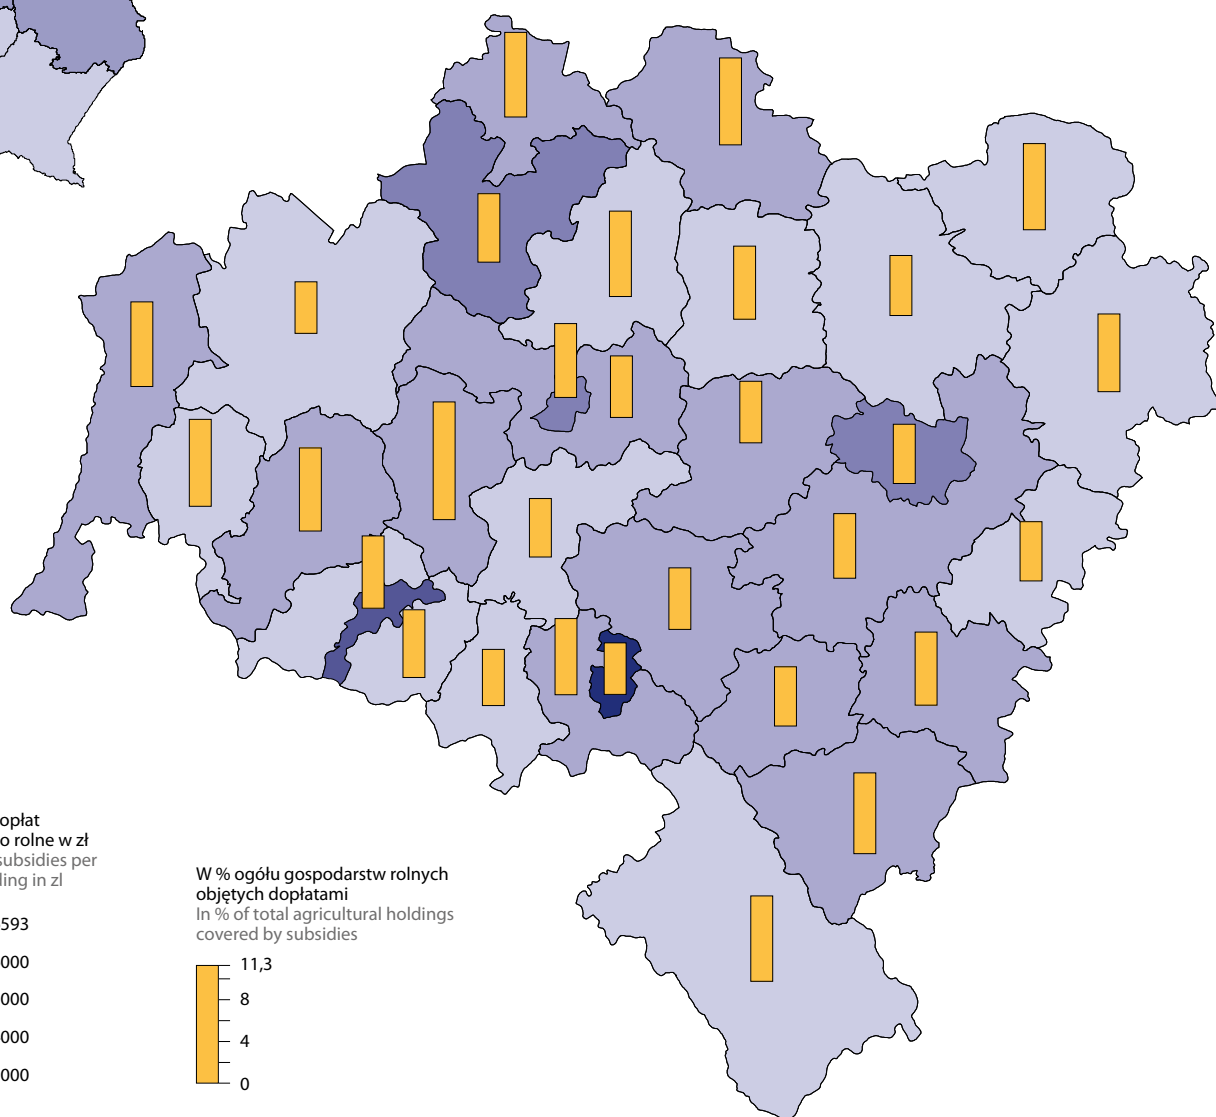 opłat
o rolne w zł
subsidies per
ding in zl
593
000
000
000
000
W % ogółu gospodarstw rolnych
objętych dopłatami
In % of total agricultural holdings
covered by subsidies
11,3
8
4
0